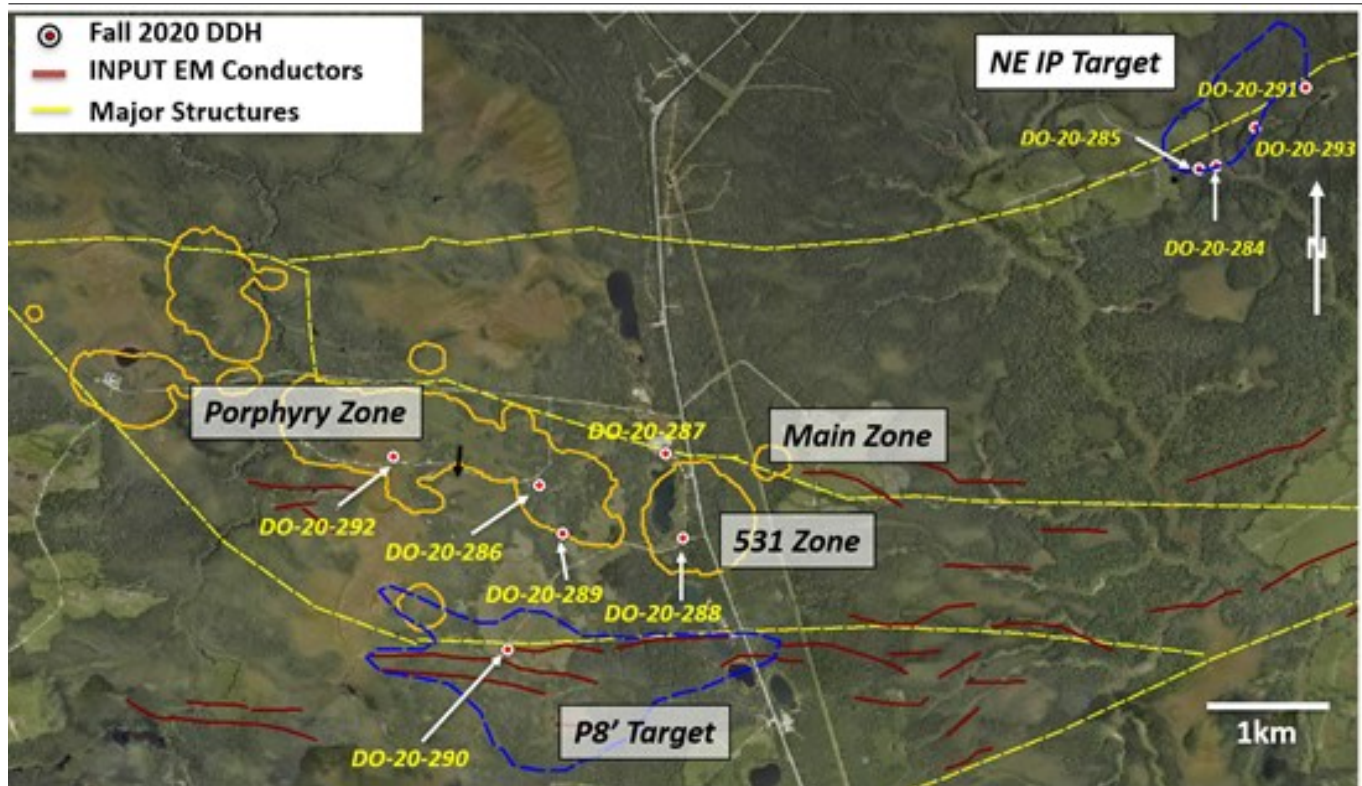 Fall 2020 DDH
INPUT EM Conductors
Major Structures
NE IP Target
DO-20-291
DO-20-285
DO-20-293
DO-20-284
N
Porphyry Zone
DO-20-287
Main Zone
DO-20-292
DO-20-286
531 Zone
DO-20-289
DO-20-288
P8' Target
DO-20-290
1km